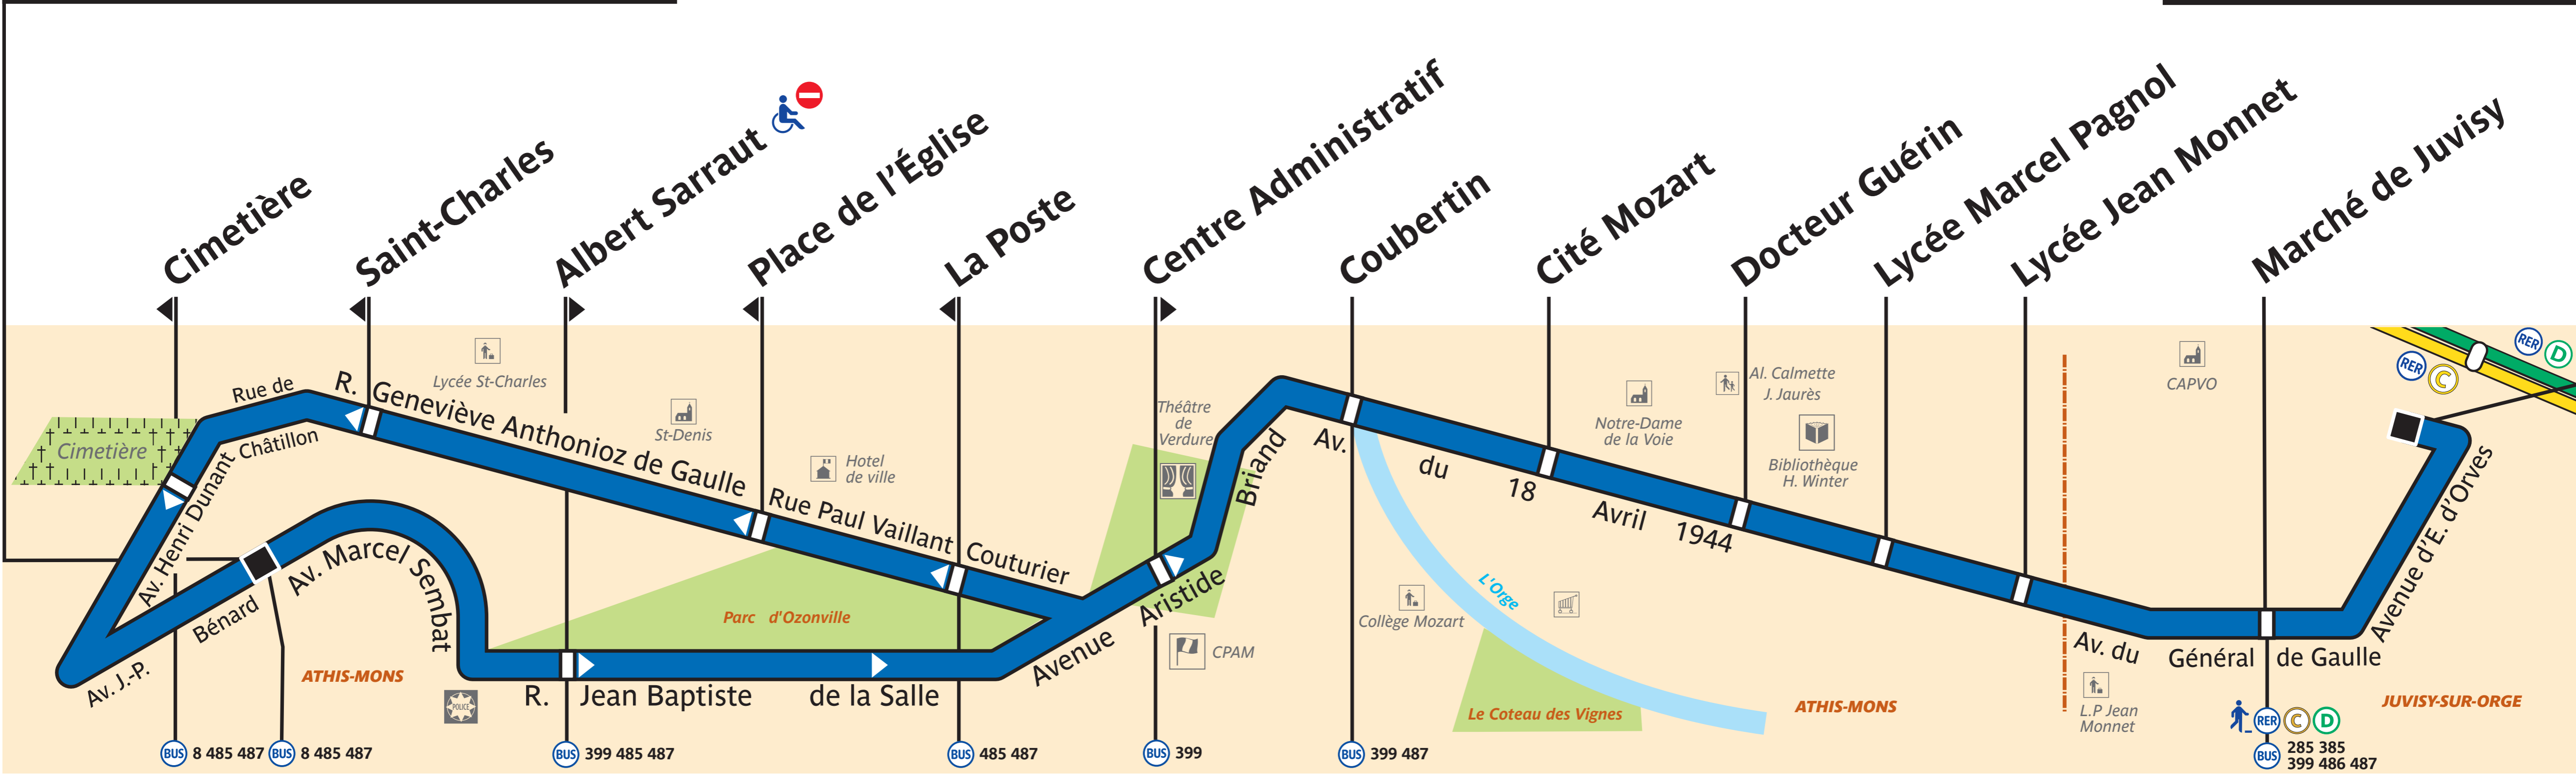 Cimetière
Saint-Charles
Albert Sarraut
Place de l'Église
La Poste
Centre Administratif
Coubertin
Cité Mozart
Docteur Guérin
Lycée Marcel Pagnol
Lycée Jean Monnet
Marché de Juvisy
RER D
RER C
Rue de
Châtillon
R. Geneviève Anthonioz de Gaulle
Lycée St-Charles
St-Denis
Hotel
de ville
Théâtre
de
Verdure
Notre-Dame
de la Voie
Al. Calmette
J. Jaurès
Bibliothèque
H. Winter
CAPVO
Cimetière
Av. Henri Dunant
Rue Paul Vaillant Couturier
Avenue Aristide Briand
Av. du 18 Avril 1944
Avenue d'E. d'Orves
Av. J.-P. Bénard
Av. Marcel Sembat
Parc d'Ozonville
L'Orge
Collège Mozart
CPAM
ATHIS-MONS
POLICE
R. Jean Baptiste de la Salle
Le Coteau des Vignes
ATHIS-MONS
Av. du Général de Gaulle
L.P Jean
Monnet
JUVISY-SUR-ORGE
RER C D
BUS 8 485 487
BUS 8 485 487
BUS 399 485 487
BUS 485 487
BUS 399
BUS 399 487
BUS 285 385
399 486 487